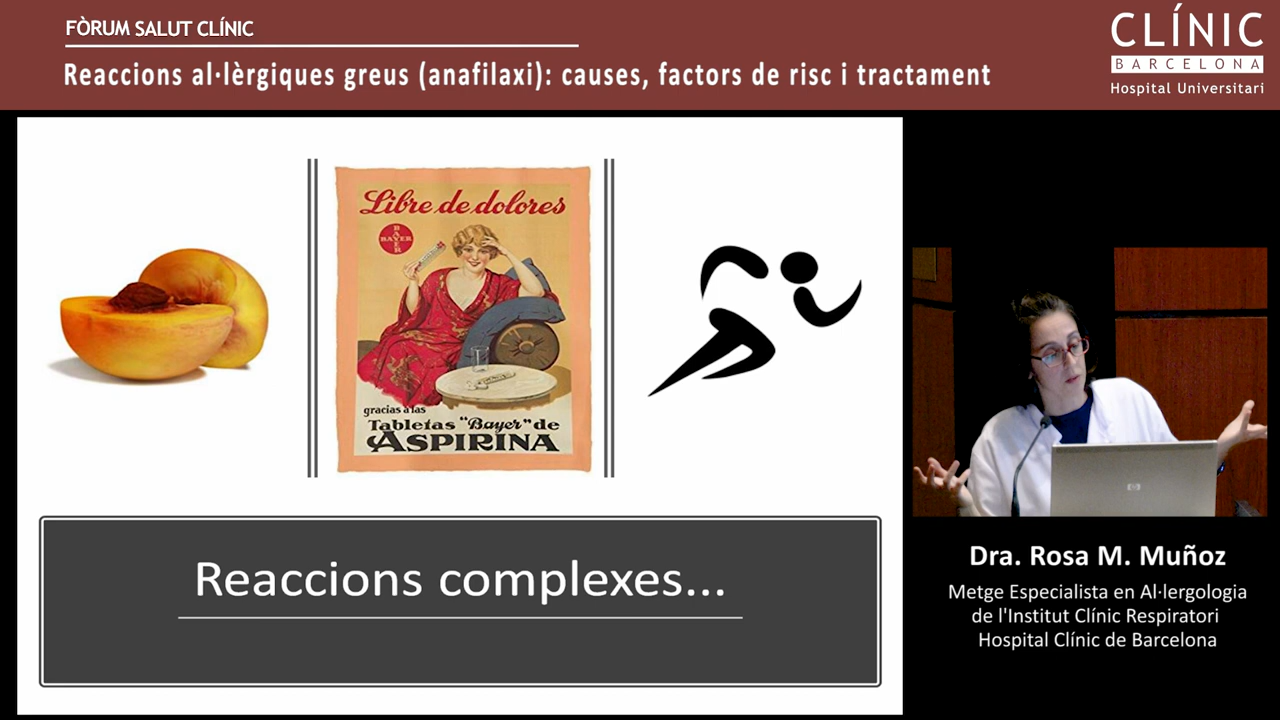 FÒRUM SALUT CLÍNIC
Reaccions al·lèrgiques greus (anafilaxi): causes, factors de risc i tractament
CLÍNIC
BARCELONA
Hospital Universitari
Libre de dolores
BAYER
BAYER
gracias a las
Tabletas "Bayer" de
ASPIRINA
Reaccions complexes...
hp
Dra. Rosa M. Muñoz
Metge Especialista en Al·lergologia
de l'Institut Clínic Respiratori
Hospital Clínic de Barcelona